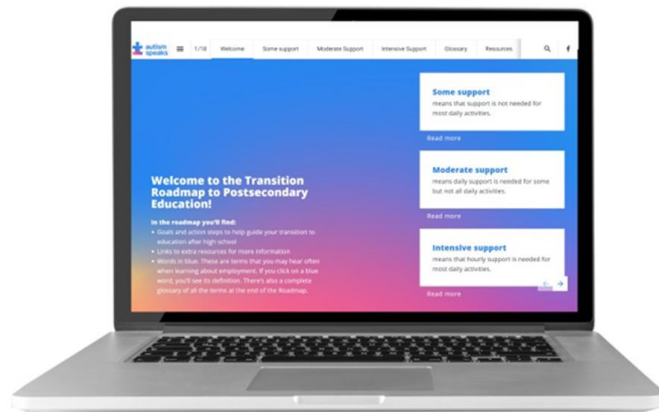 autism
speaks
1/18 Welcome Some support Moderate Support Intensive Support Glossary Resources
Welcome to the Transition
Roadmap to Postsecondary
Education!
In the roadmap you'll find:
• Goals and action steps to help guide your transition to
education after high school
• Links to extra resources for more information
• Words in blue. These are terms that you may hear often
when learning about employment. If you click on a blue
word, you'll see its definition. There's also a complete
glossary of all the terms at the end of the Roadmap.
Some support
means that support is not needed for
most daily activities.
Read more
Moderate support
means daily support is needed for some
but not all daily activities.
Read more
Intensive support
means that hourly support is needed for
most daily activities.
Read more